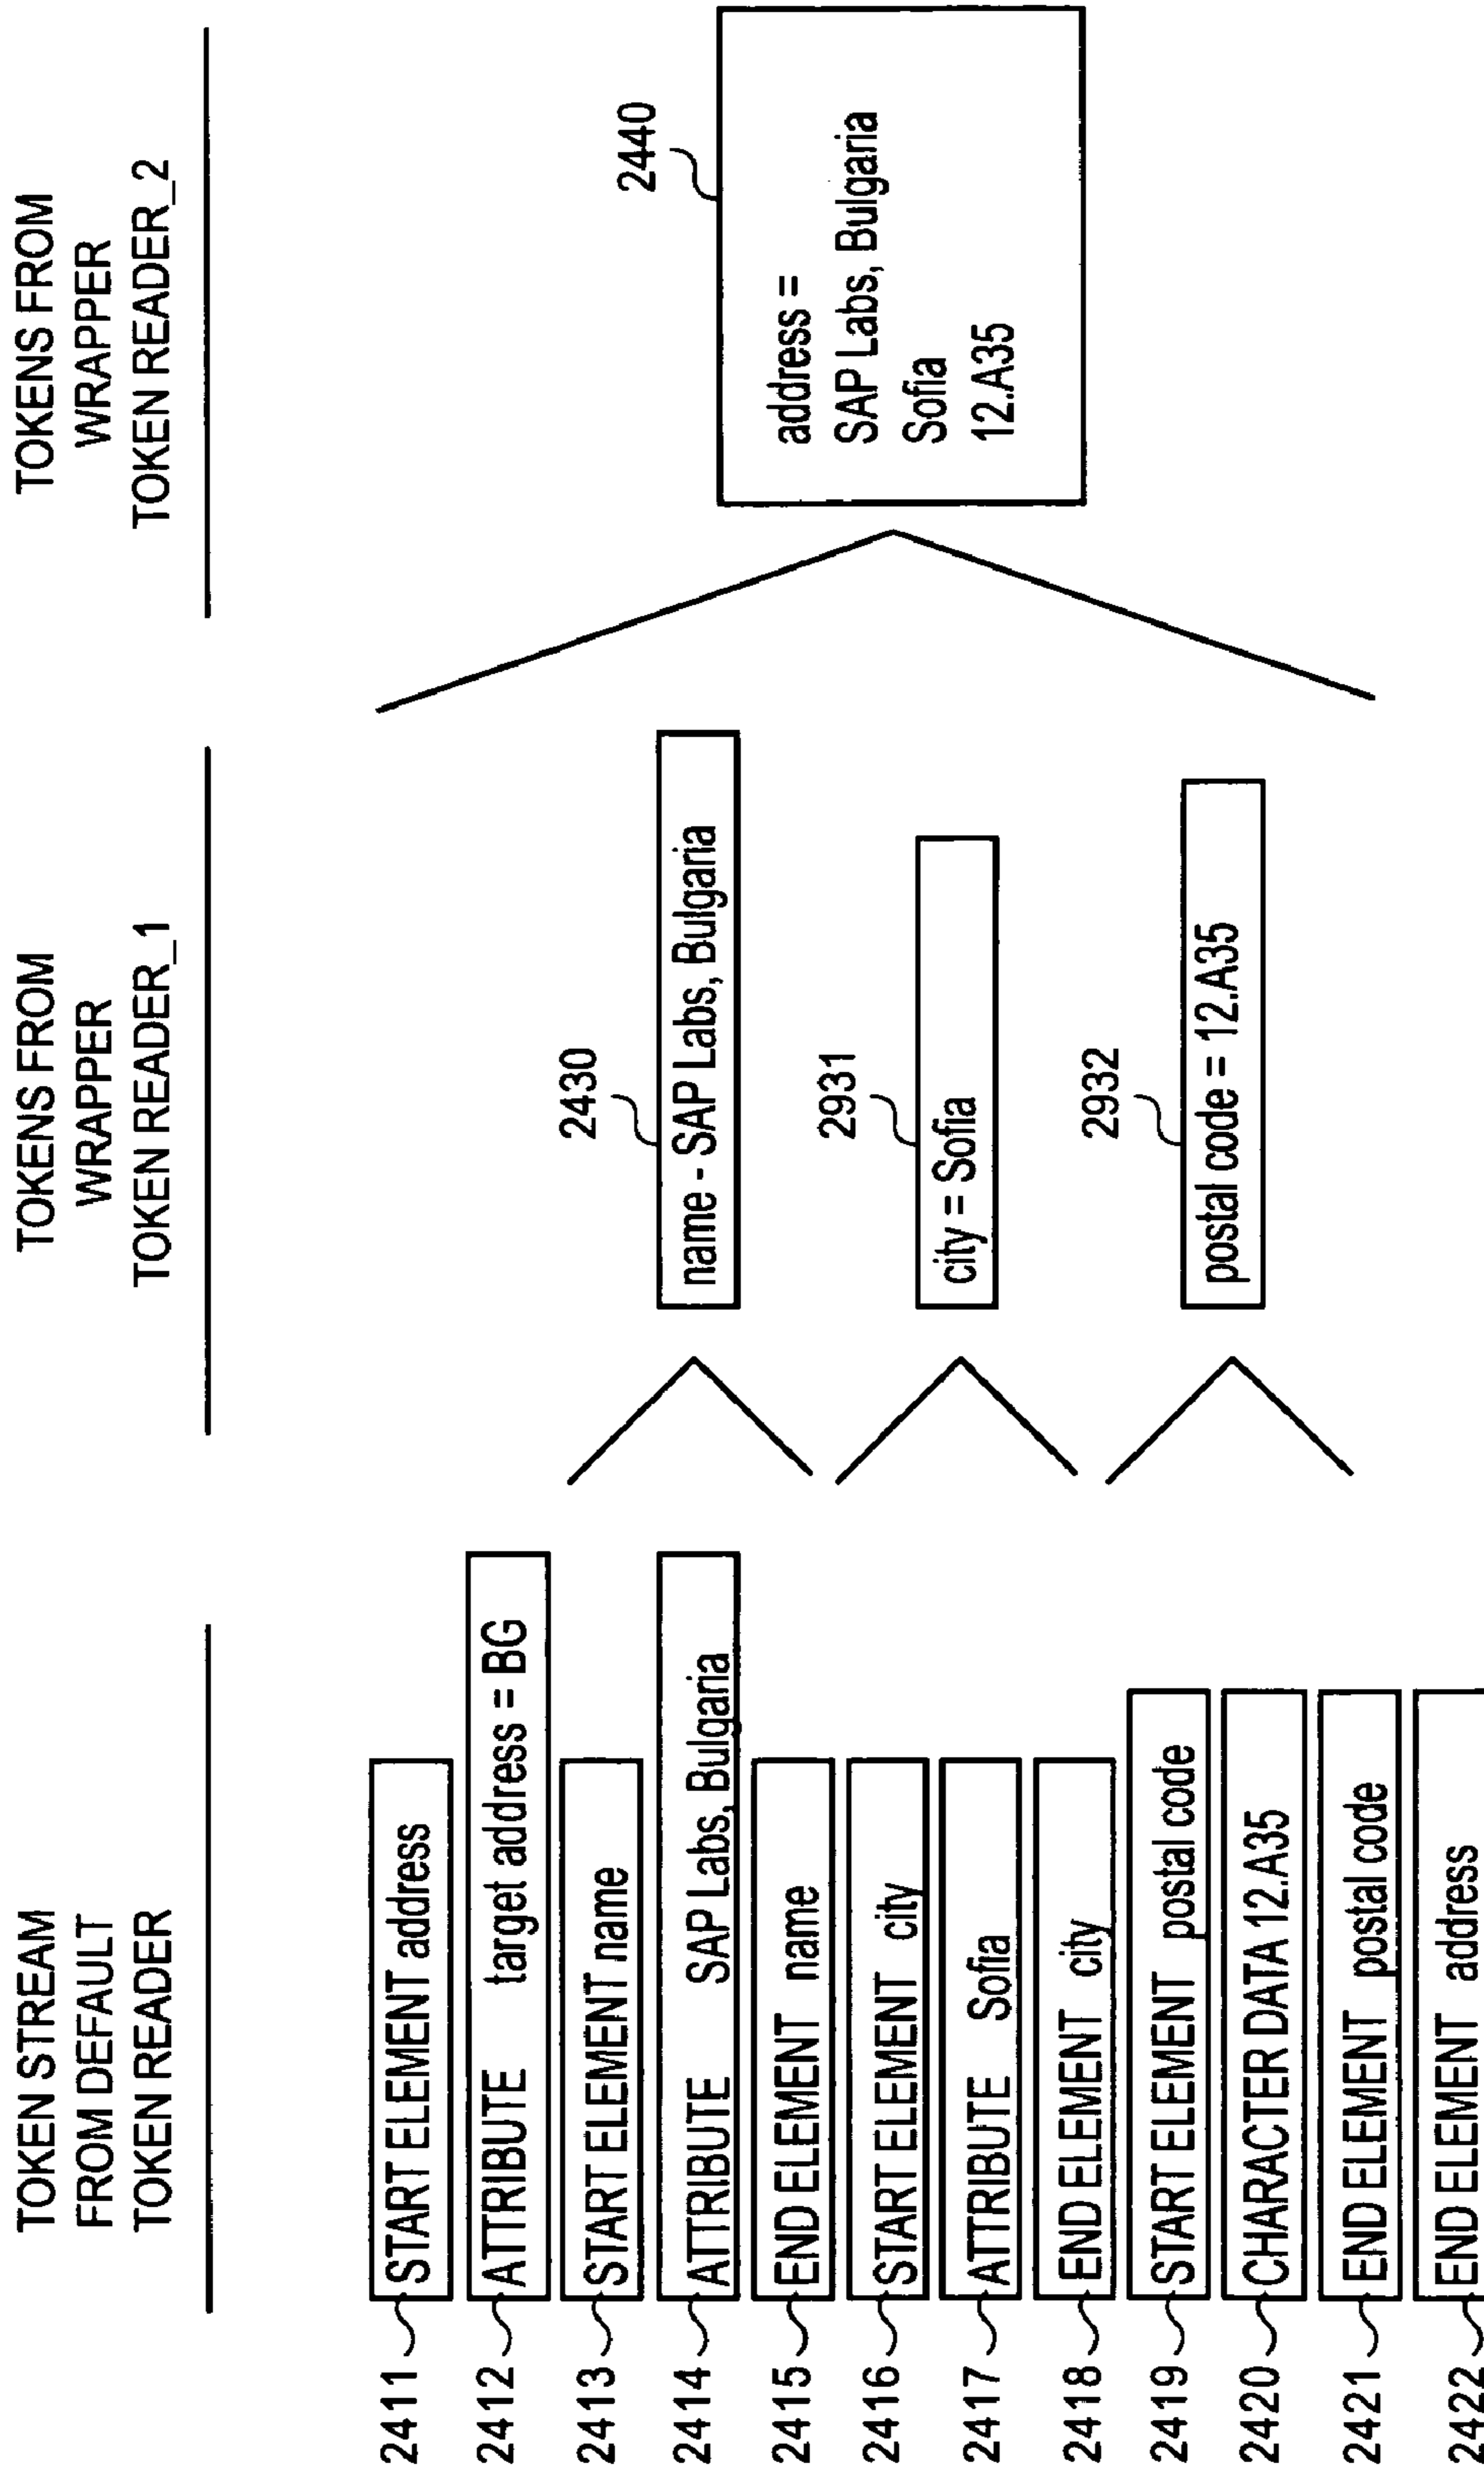 TOKEN STREAM
FROM DEFAULT
TOKEN READER
2411 START ELEMENT address
2412 ATTRIBUTE target address = BG
2413 START ELEMENT name
2414 ATTRIBUTE SAP Labs, Bulgaria
2415 END ELEMENT name
2416 START ELEMENT city
2417 ATTRIBUTE Sofia
2418 END ELEMENT city
2419 START ELEMENT postal code
2420 CHARACTER DATA 12.A35
2421 END ELEMENT postal code
2422 END ELEMENT address
TOKENS FROM
WRAPPER
TOKEN READER_1
2430
name - SAP Labs, Bulgaria
2931
city = Sofia
2932
postal code = 12.A35
TOKENS FROM
WRAPPER
TOKEN READER_2
2440
address =
SAP Labs, Bulgaria
Sofia
12.A35